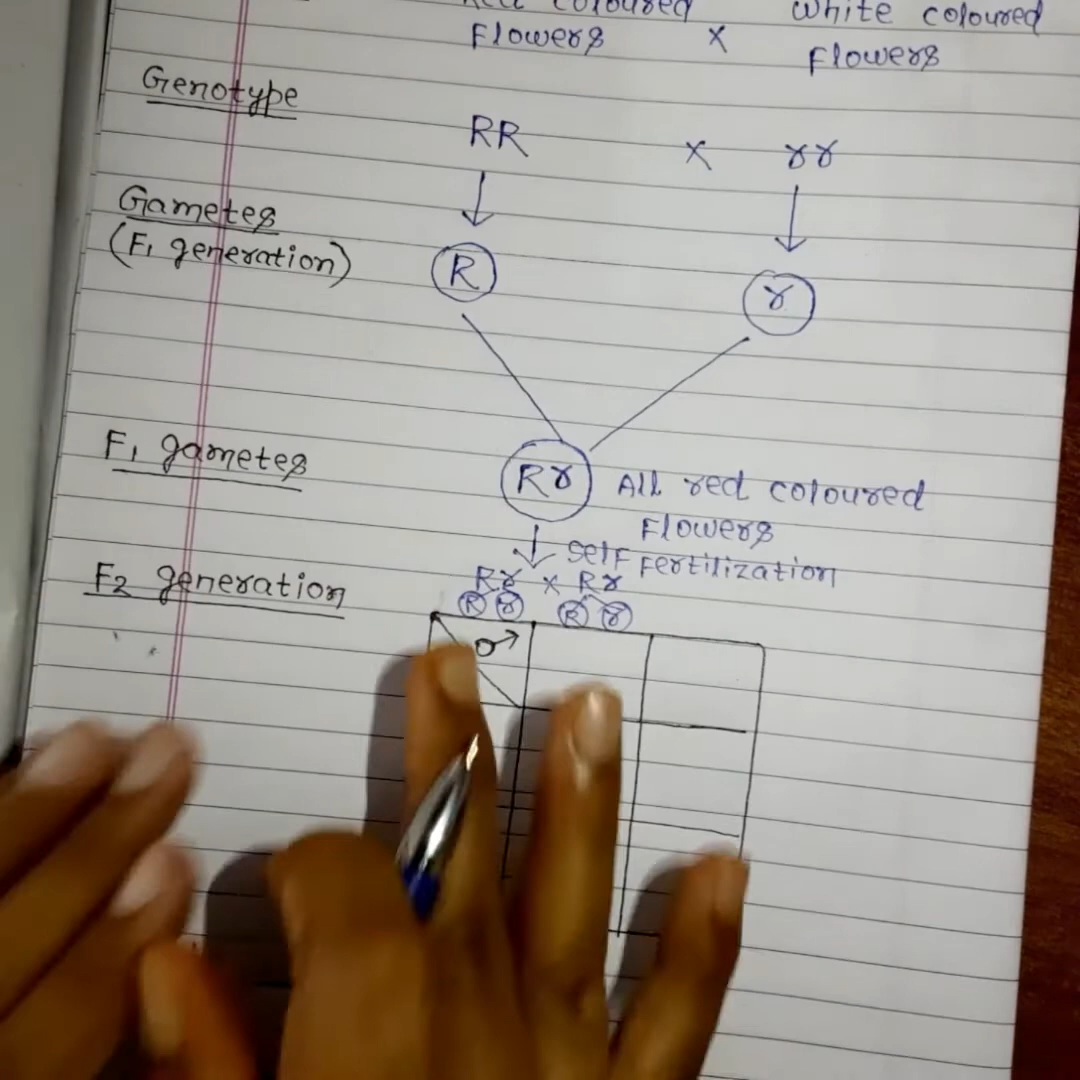 coloured White coloured
Flowers × Flowers
Genotype
RR × rr
Gametes
(F1 generation)
R r
F1 gametes
Rr All red coloured
Flowers
self fertilization
F2 generation
Rr × Rr
R r R r
♂